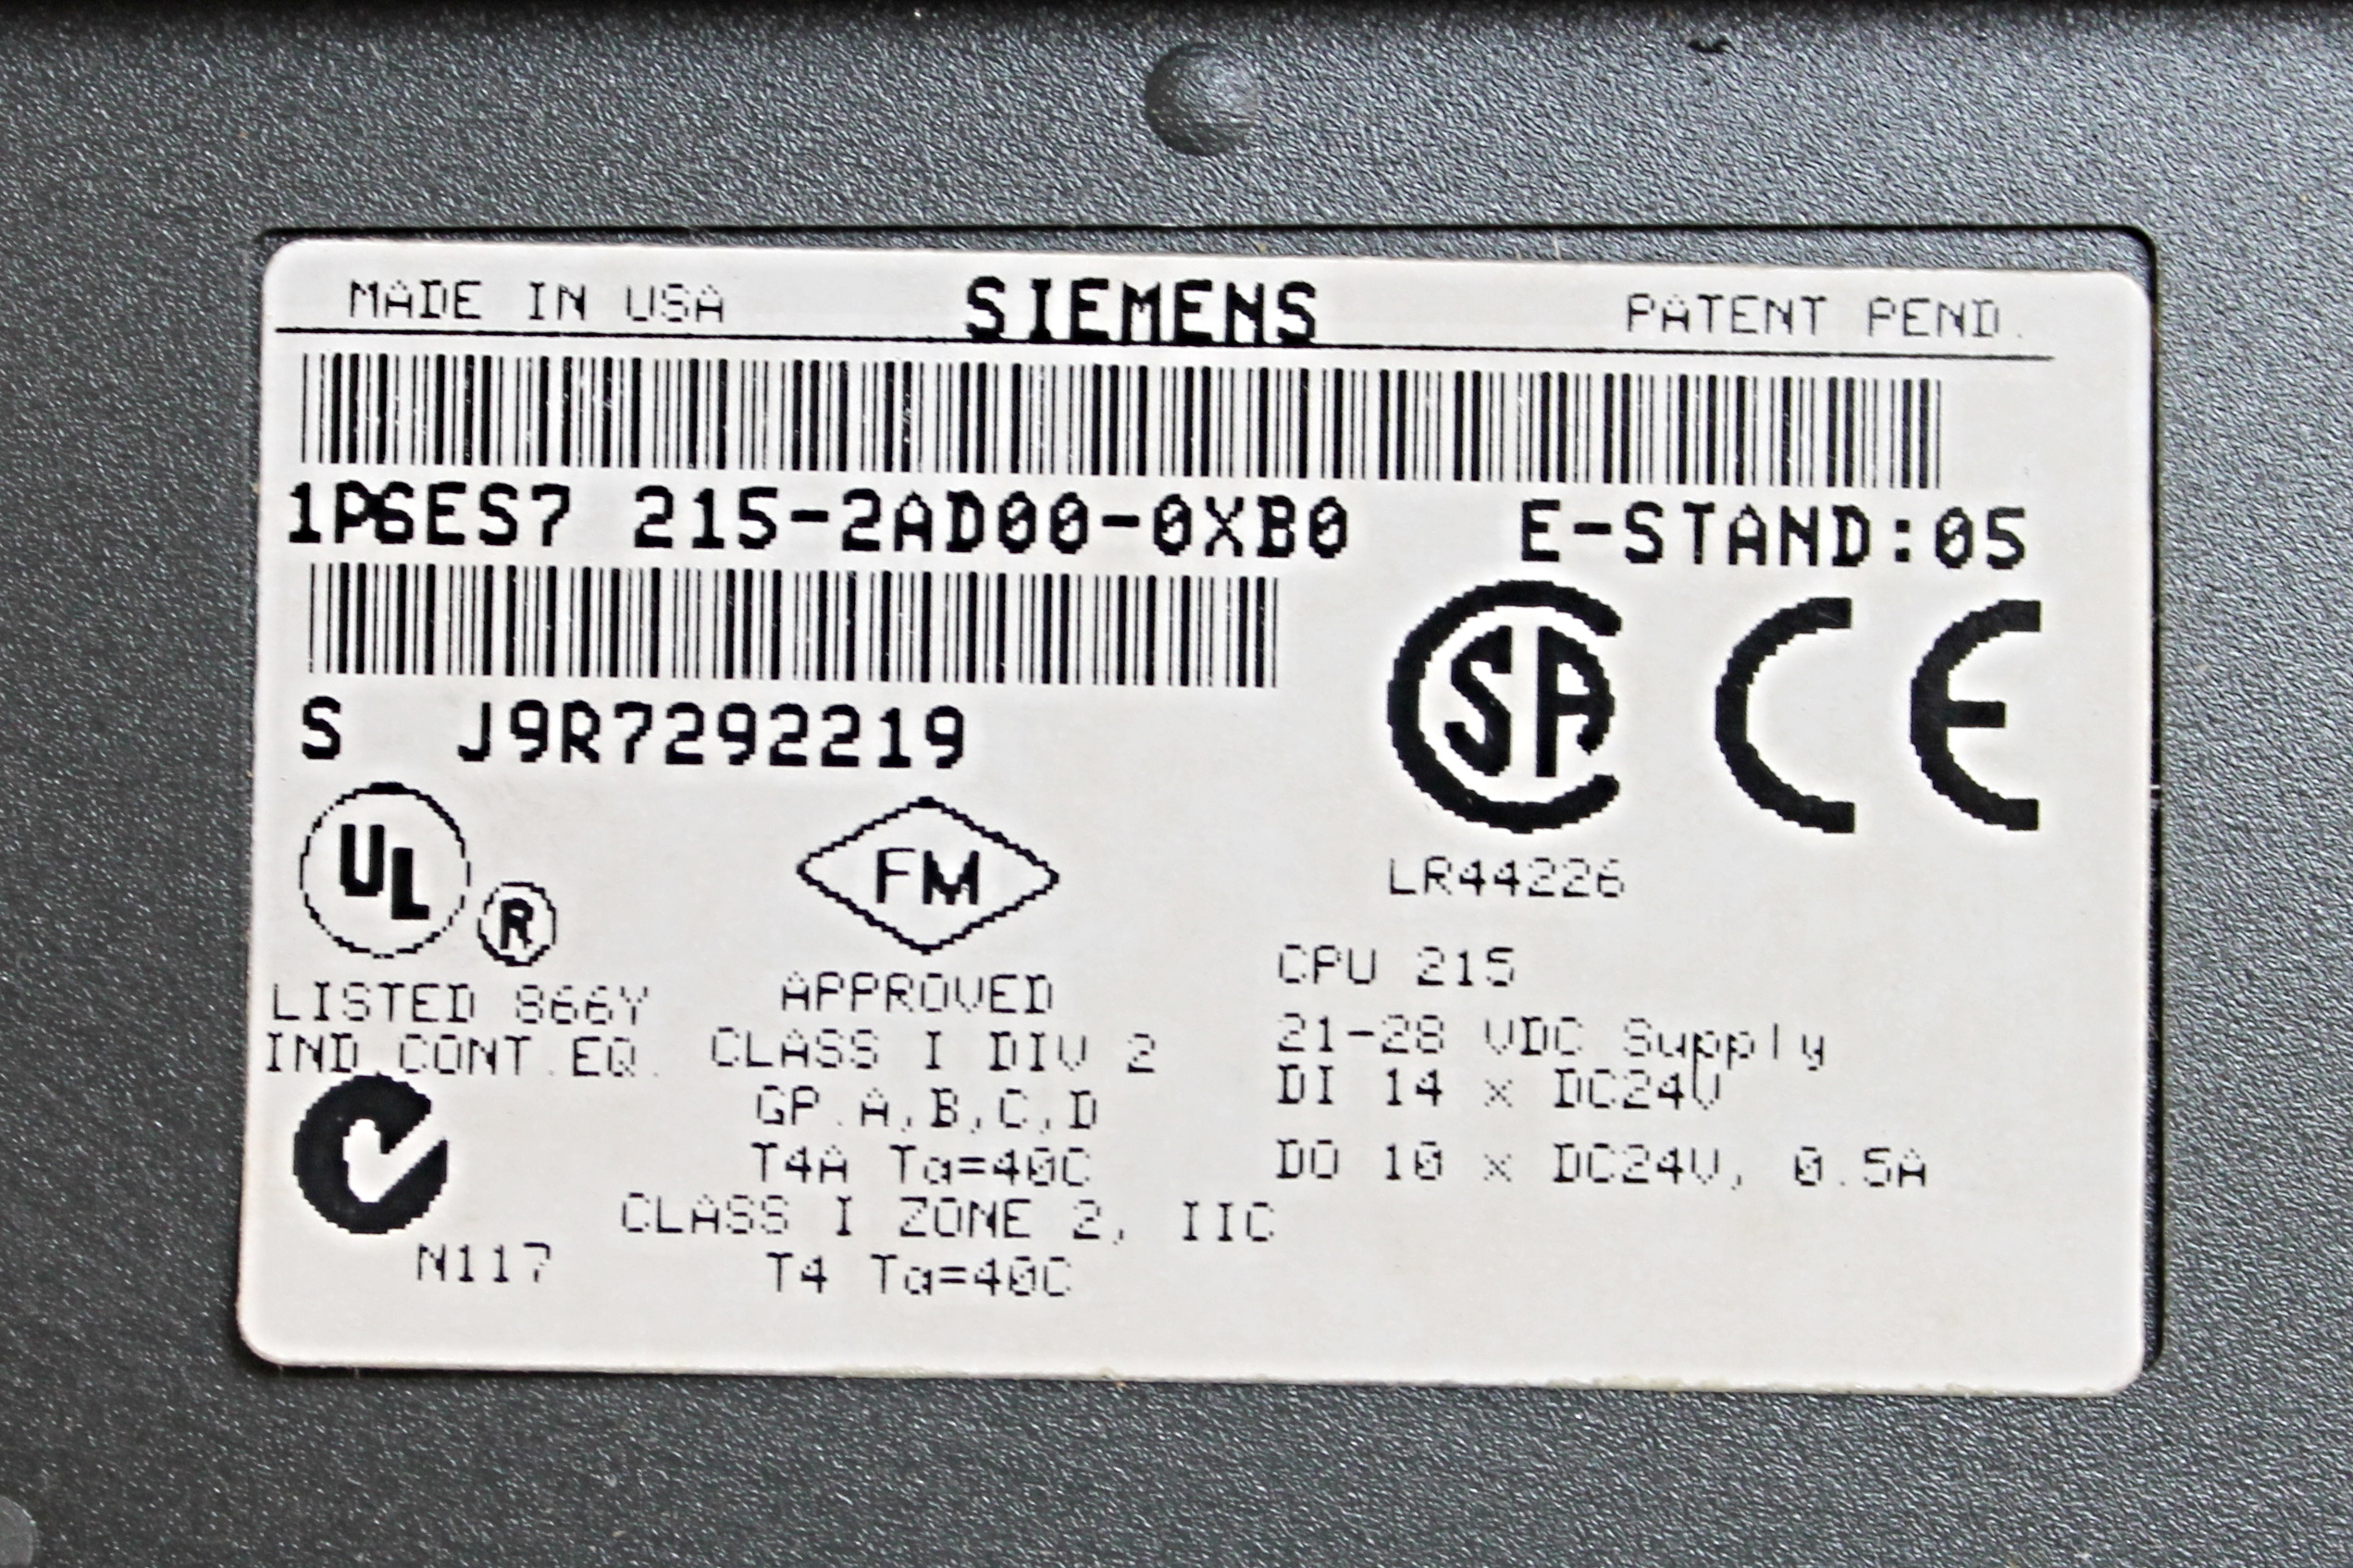 MADE IN USA SIEMENS PATENT PEND.
1P6ES7 215-2AD00-0XB0 E-STAND:05
S J9R7292219
CSA CE
UL ® FM
LR44226
LISTED 866Y
IND.CONT.EQ.
N117
APPROVED
CLASS I DIV 2
GP.A,B,C,D
T4A Ta=40C
CLASS I ZONE 2, IIC
T4 Ta=40C
CPU 215
21-28 VDC Supply
DI 14 x DC24V
DO 10 x DC24V, 0.5A